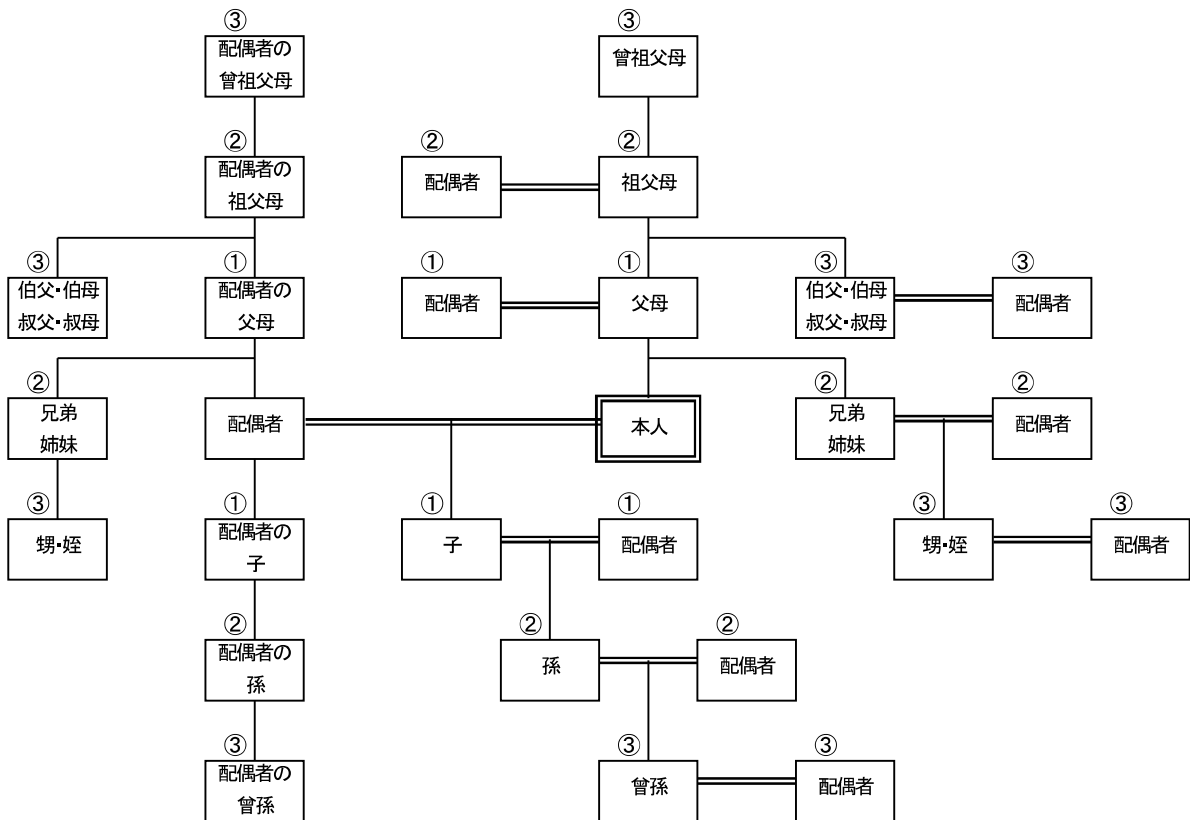 ③
配偶者の
曾祖父母
③
曾祖父母
②
配偶者の
祖父母
②
配偶者
②
祖父母
③
伯父・伯母
叔父・叔母
①
配偶者の
父母
①
配偶者
①
父母
③
伯父・伯母
叔父・叔母
③
配偶者
②
兄弟
姉妹
配偶者
本人
②
兄弟
姉妹
②
配偶者
③
甥・姪
①
配偶者の
子
①
子
①
配偶者
③
甥・姪
③
配偶者
②
配偶者の
孫
②
孫
②
配偶者
③
配偶者の
曾孫
③
曾孫
③
配偶者